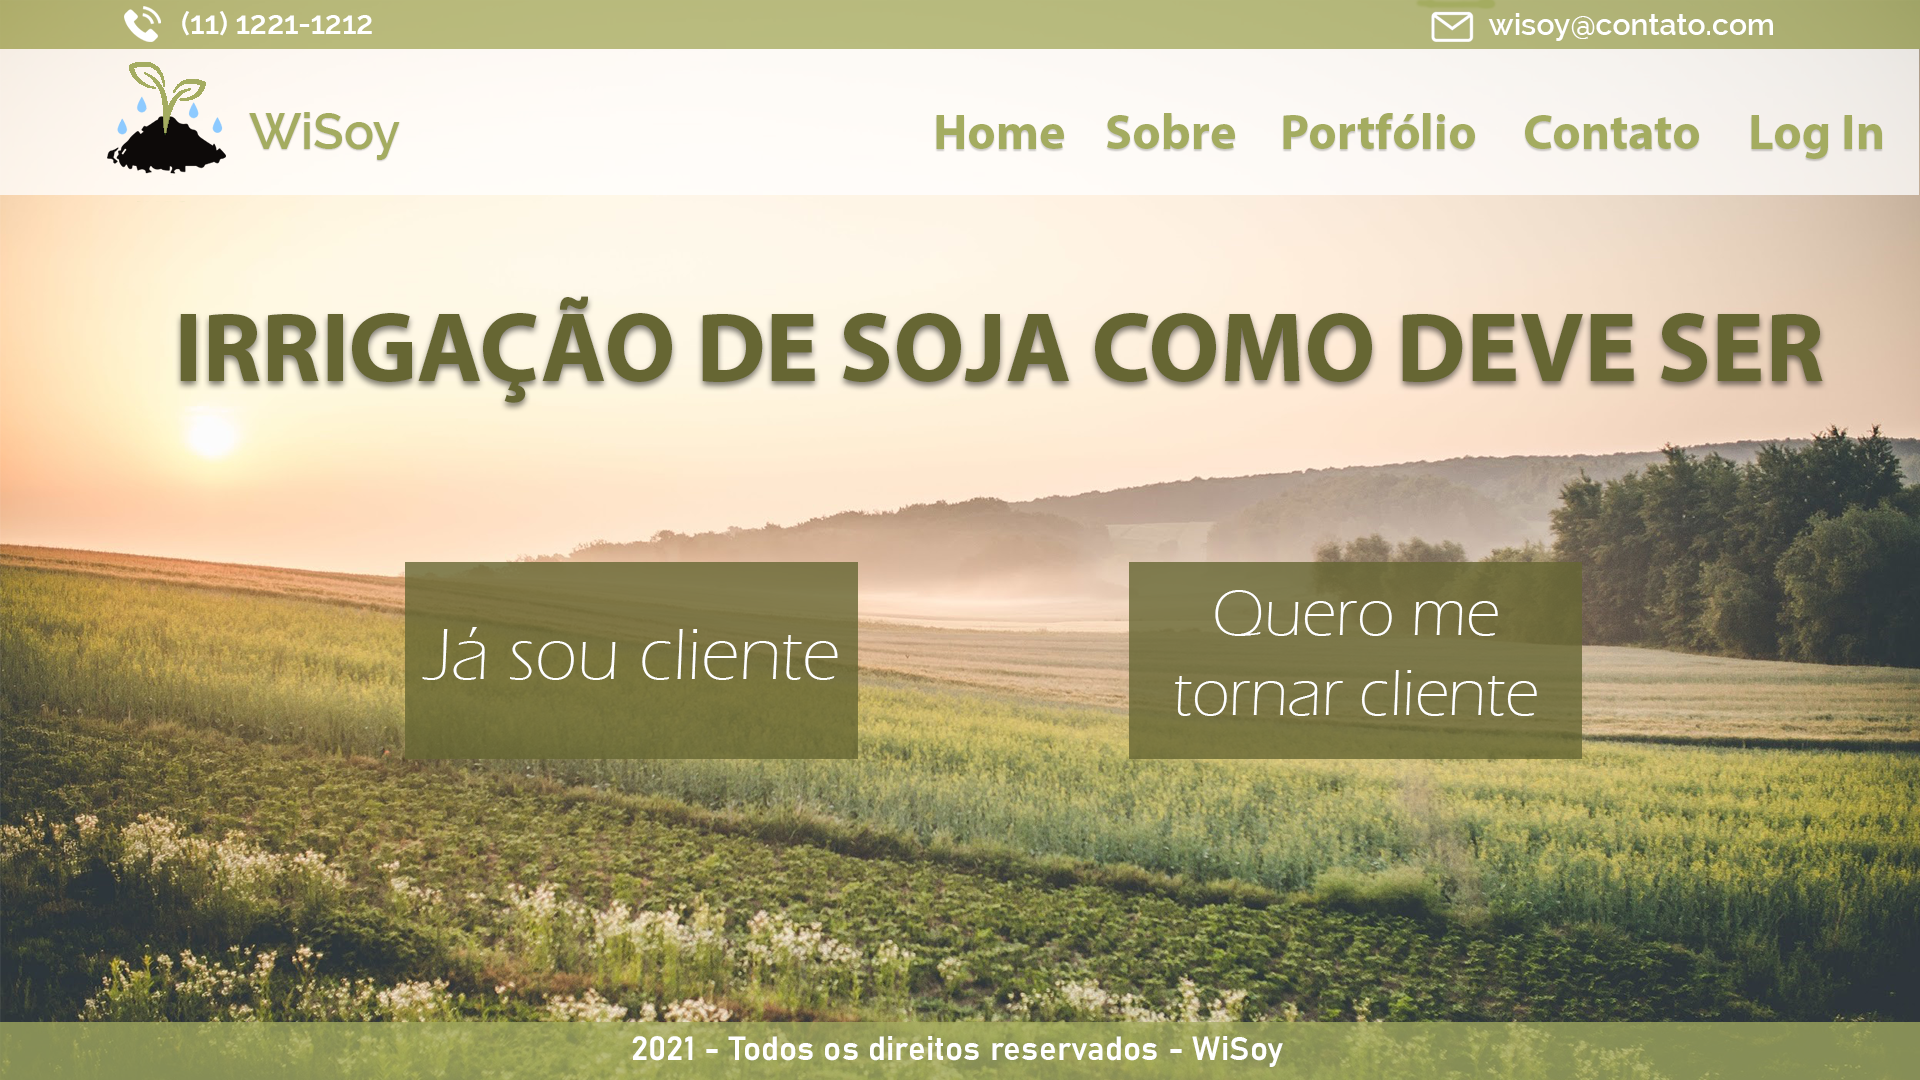 (11) 1221-1212
wisoy@contato.com
WiSoy
Home Sobre Portfólio Contato Log In
IRRIGAÇÃO DE SOJA COMO DEVE SER
Já sou cliente
Quero me
tornar cliente
2021 - Todos os direitos reservados - WiSoy